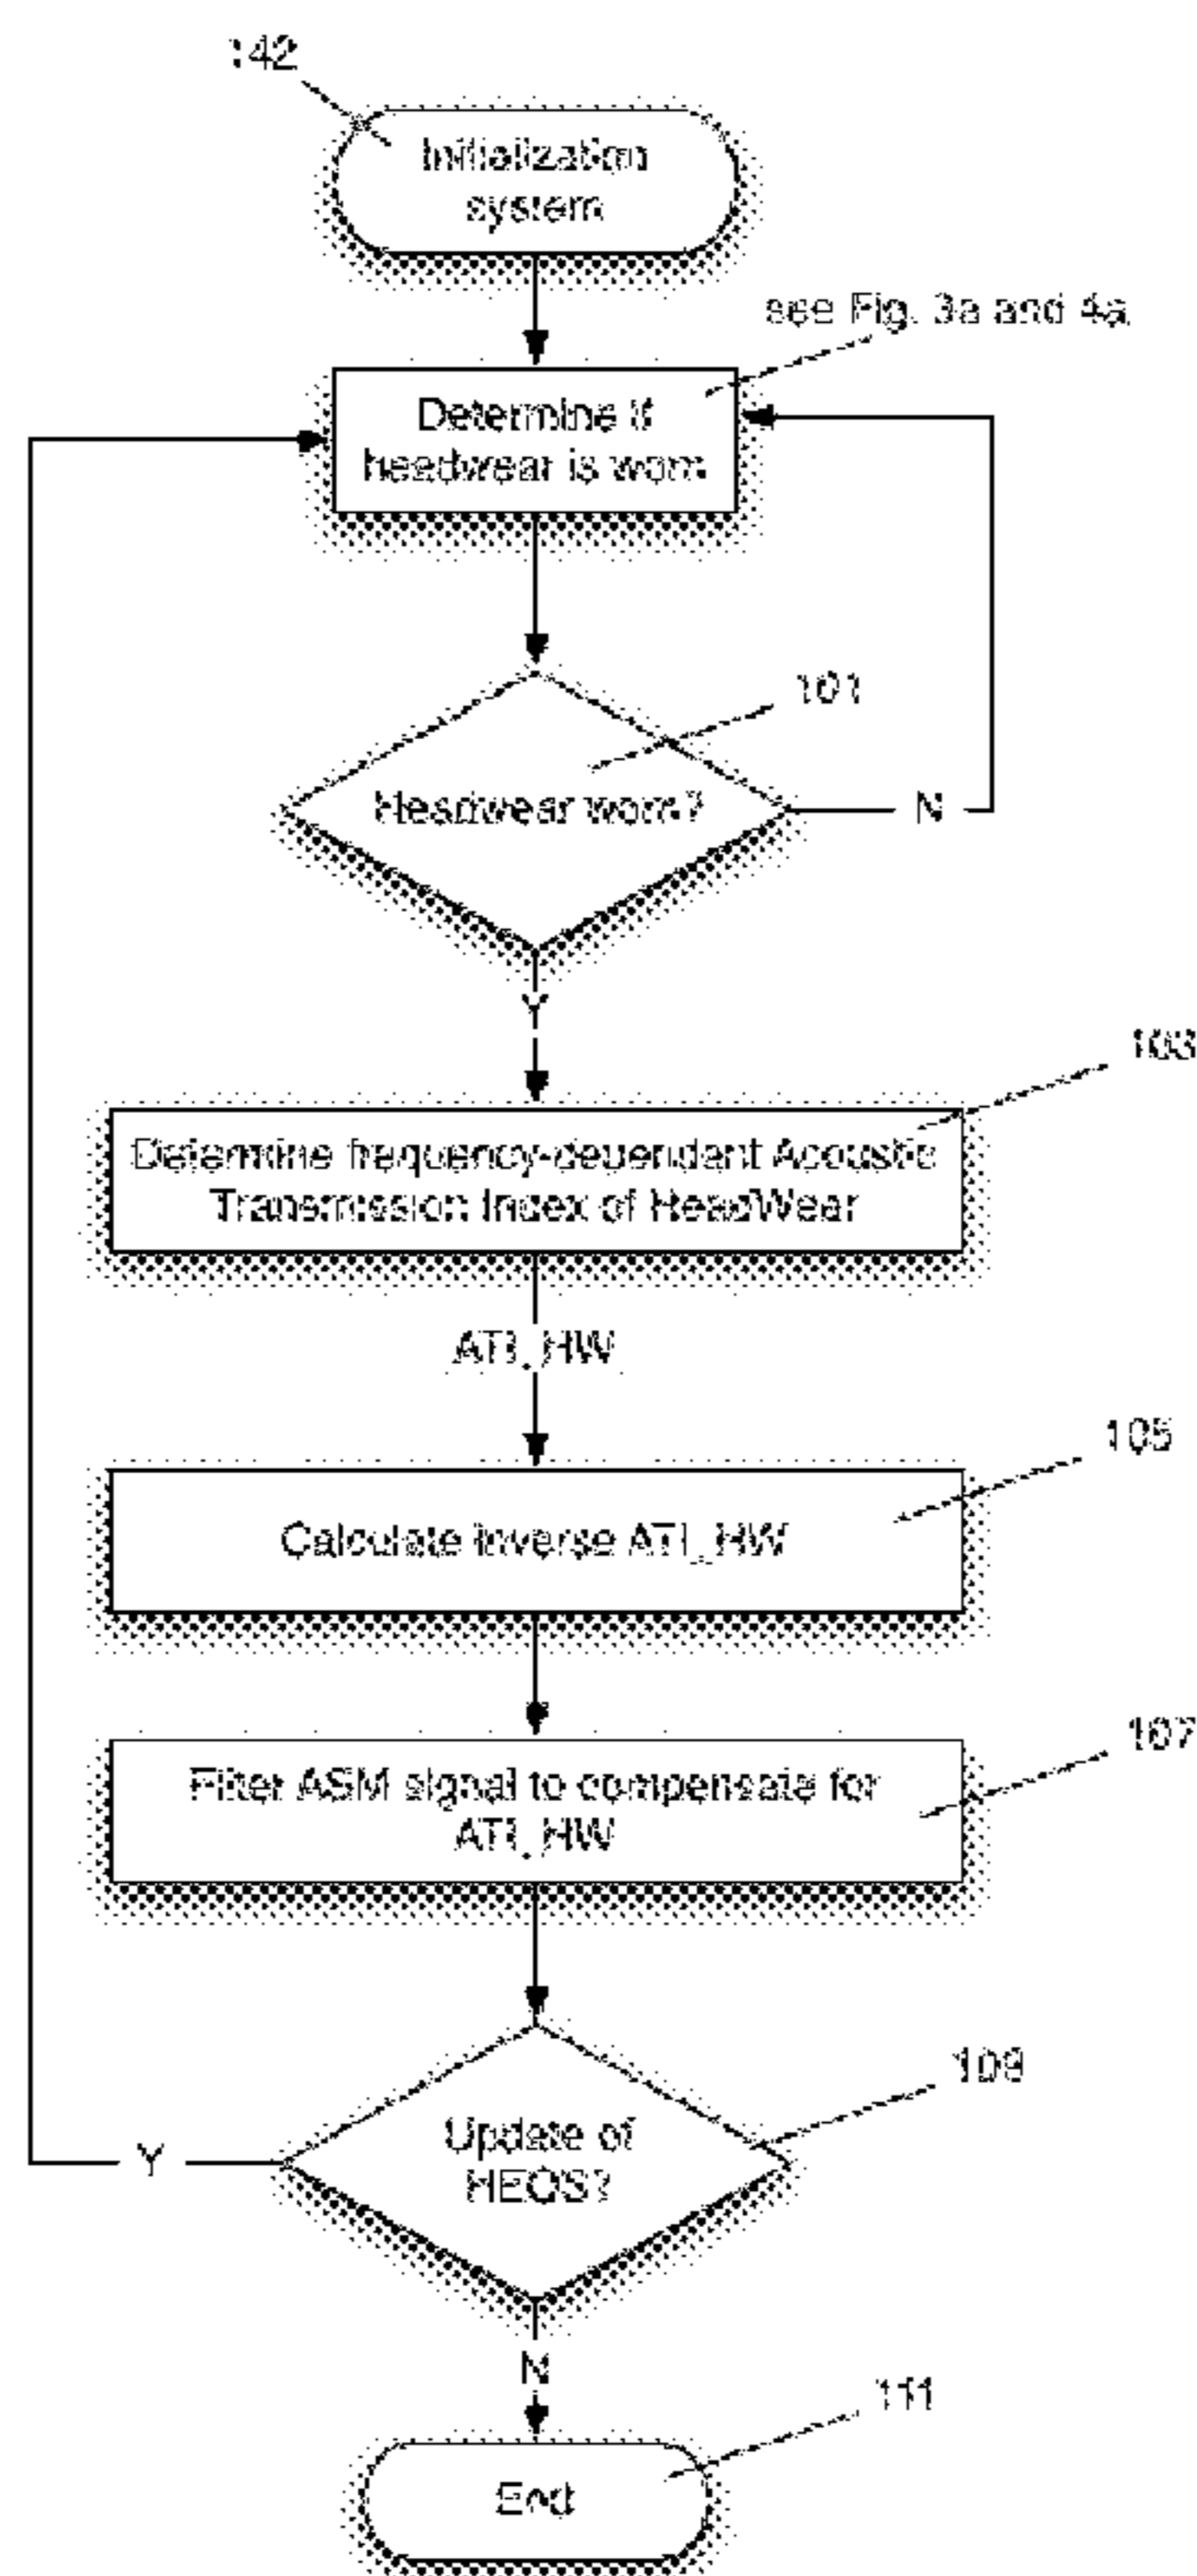 142
Initialization
system
see Fig. 3a and 4a
Determine if
headwear is worn
101
Headwear worn?
N
Y
103
Determine frequency-dependent Acoustic
Transmission Index of HeadWear
ATI_HW
105
Calculate inverse ATI_HW
107
Filter ASM signal to compensate for
ATI_HW
109
Update of
HEQS?
Y
N
111
End